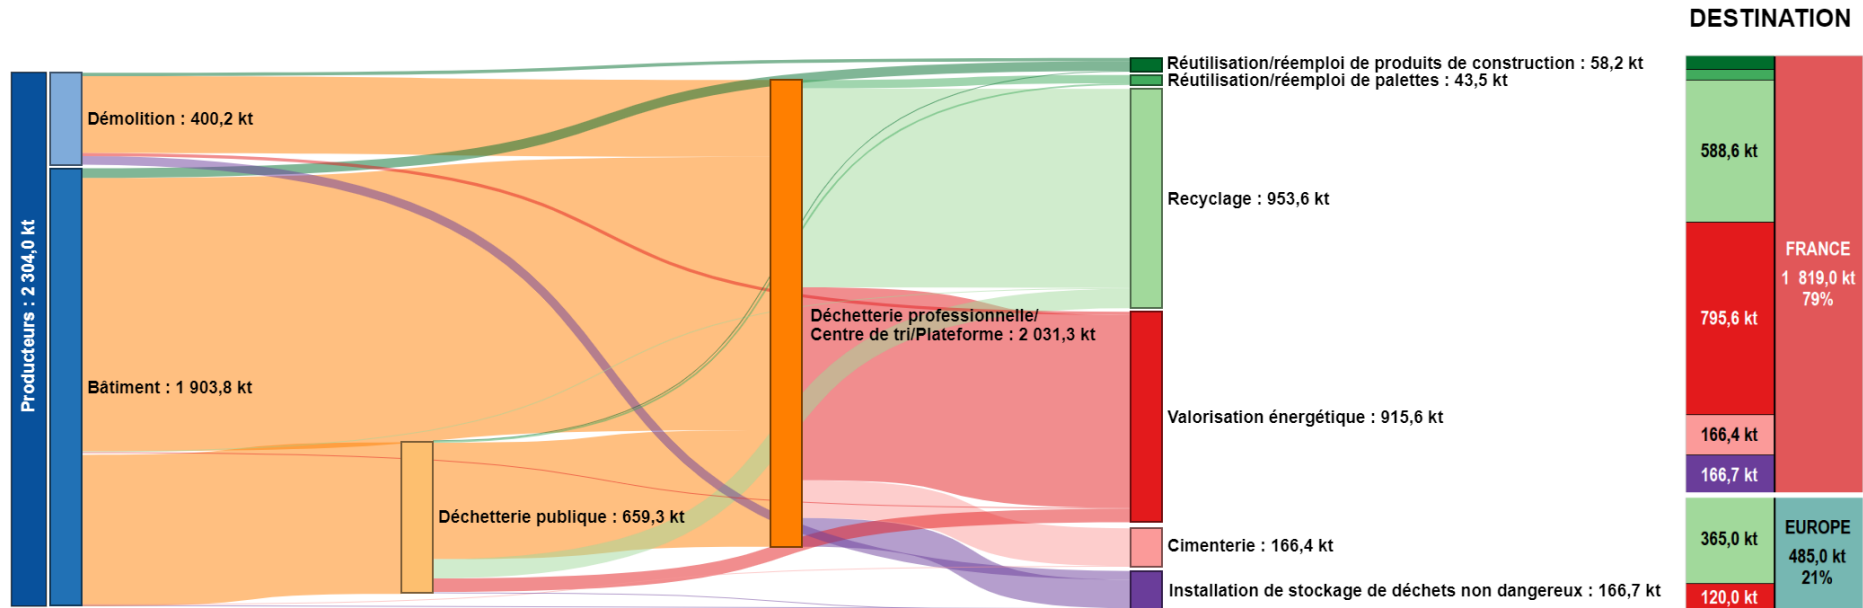 DESTINATION
Producteurs : 2 304,0 kt
Démolition : 400,2 kt
Bâtiment : 1 903,8 kt
Déchetterie publique : 659,3 kt
Déchetterie professionnelle/
Centre de tri/Plateforme : 2 031,3 kt
Réutilisation/réemploi de produits de construction : 58,2 kt
Réutilisation/réemploi de palettes : 43,5 kt
Recyclage : 953,6 kt
Valorisation énergétique : 915,6 kt
Cimenterie : 166,4 kt
Installation de stockage de déchets non dangereux : 166,7 kt
588,6 kt
795,6 kt
166,4 kt
166,7 kt
FRANCE
1 819,0 kt
79%
365,0 kt
120,0 kt
EUROPE
485,0 kt
21%